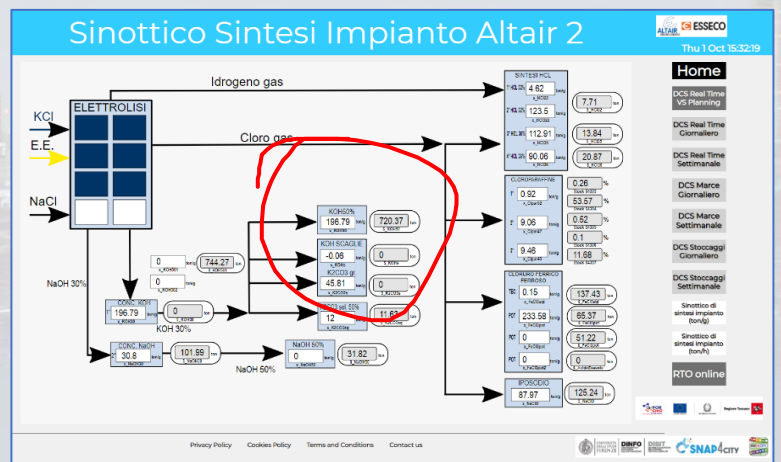 Sinottico Sintesi Impianto Altair 2
ALTAIR ESSECO
Thu 1 Oct 15:32:19
Home
DCS Real Time
VS Planning
DCS Real Time
Giornaliero
DCS Real Time
Settimanale
DCS Marce
Giornaliero
DCS Marce
Settimanale
DCS Stoccaggi
Giornaliero
DCS Stoccaggi
Settimanale
Sinottico di
sintesi impianto
(ton/g)
Sinottico di
sintesi impianto
(ton/h)
RTO online
Idrogeno gas
ELETTROLISI
KCl
E.E.
NaCl
Cloro gas
SINTESI HCL
4.62
7.71
123.5
112.91
13.84
90.06
20.87
CLOROPARAFFINE
0.26 %
1° 0.92
53.67
9.06
0.52 %
0.1 %
9.46
11.68 %
CLORURO FERRICO
FERROSO
0.15
137.43
233.58
65.37
PCT 0
51.22
PCT 0
0
IPOSODIO
87.97
125.24
KOH50%
196.79
720.37
KOH SCAGLIE
-0.06
0
K2CO3 gr.
45.81
0
12
11.63
0
744.27
0
NaOH 30%
CONC. KOH
196.79
0
KOH 30%
CONC. NaOH
30.8
101.99
NaOH 50%
NaOH 50%
0
31.82
Privacy Policy Cookies Policy Terms and Conditions Contact us
DINFO DISIT SNAP4CITY